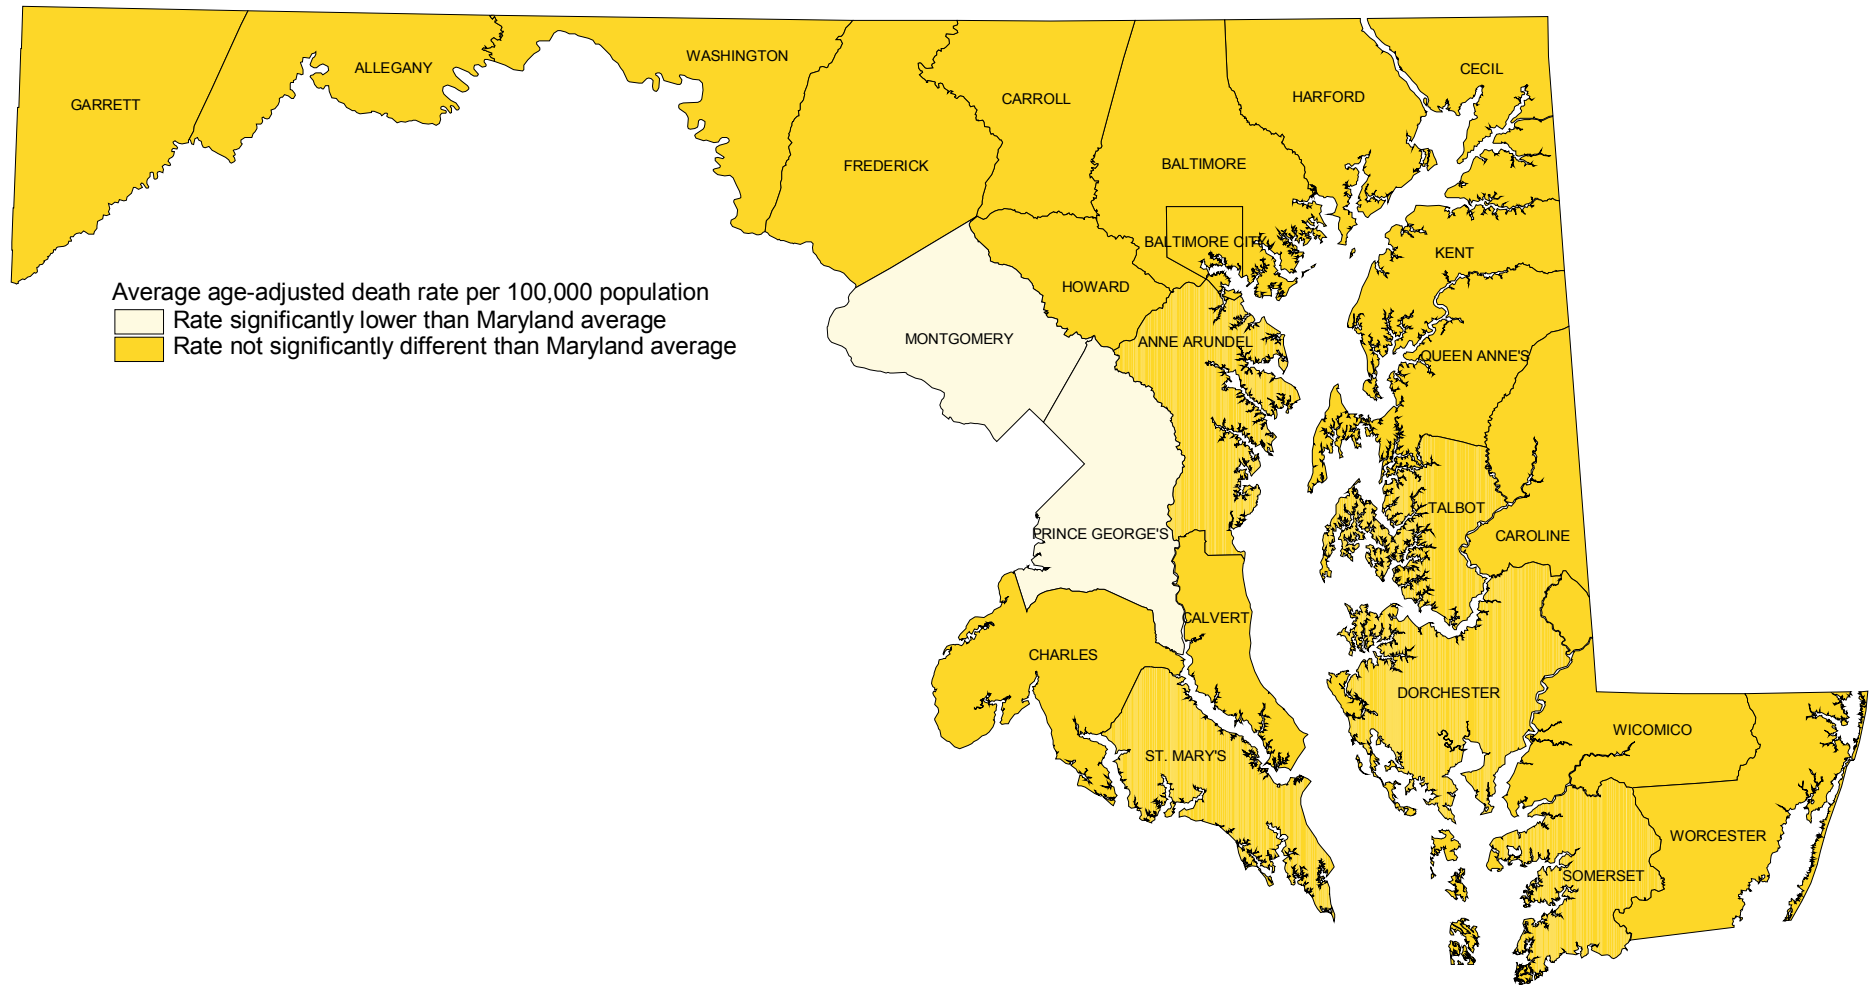 WASHINGTON
ALLEGANY
CECIL
GARRETT
CARROLL
HARFORD
FREDERICK
BALTIMORE
BALTIMORE CITY
KENT
HOWARD
Average age-adjusted death rate per 100,000 population
Rate significantly lower than Maryland average
Rate not significantly different than Maryland average
MONTGOMERY
ANNE ARUNDEL
QUEEN ANNE'S
TALBOT
PRINCE GEORGE'S
CAROLINE
CALVERT
CHARLES
DORCHESTER
WICOMICO
ST. MARY'S
WORCESTER
SOMERSET